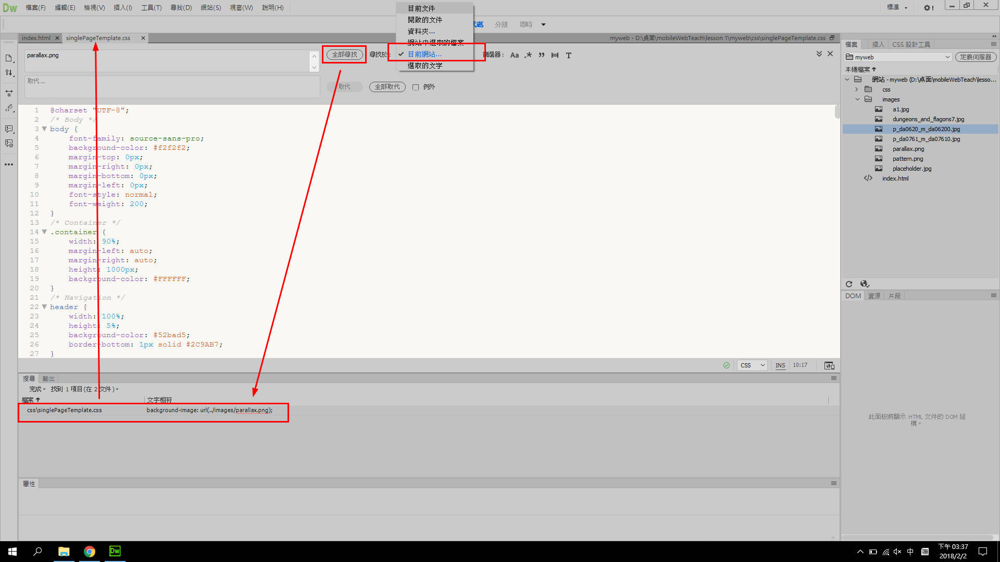 Dw 檔案(F) 編輯(E) 檢視(V) 插入(I) 工具(T) 尋找(D) 網站(S) 視窗(W) 說明(H)
標準
目前文件
開啟的文件
資料夾...
網站中選取的檔案
目前網站...
選取的文字
分割 即時
index.html singlePageTemplate.css
myweb - D:\桌面\mobileWebTeach\lesson 1\myweb\css\singlePageTemplate.css
parallax.png
全部尋找 尋找於: 篩選器: Aa .* T
取代...
取代 全部取代 例外
1 @charset "UTF-8";
2 /* Body */
3 body {
4 font-family: source-sans-pro;
5 background-color: #f2f2f2;
6 margin-top: 0px;
7 margin-right: 0px;
8 margin-bottom: 0px;
9 margin-left: 0px;
10 font-style: normal;
11 font-weight: 200;
12 }
13 /* Container */
14 .container {
15 width: 90%;
16 margin-left: auto;
17 margin-right: auto;
18 height: 1000px;
19 background-color: #FFFFFF;
20 }
21 /* Navigation */
22 header {
23 width: 100%;
24 height: 5%;
25 background-color: #52bad5;
26 border-bottom: 1px solid #2C9AB7;
27 }
CSS INS 10:17
搜尋 輸出
完成。 找到 1 項目(在 2 文件)。
檔案 文字相符
css\singlePageTemplate.css background-image: url(../images/parallax.png);
屬性
檔案 插入 CSS 設計工具
myweb 定義伺服器
本機檔案
網站 - myweb (D:\桌面\mobileWebTeach\lesso...
css
images
a1.jpg
dungeons_and_flagons7.jpg
p_da0620_m_da06200.jpg
p_da0761_m_da07610.jpg
parallax.png
pattern.png
placeholder.jpg
index.html
DOM 資源 片段
此面板將顯示 HTML 文件的 DOM 結
構。
Dw
中
下午 03:37
2018/2/2